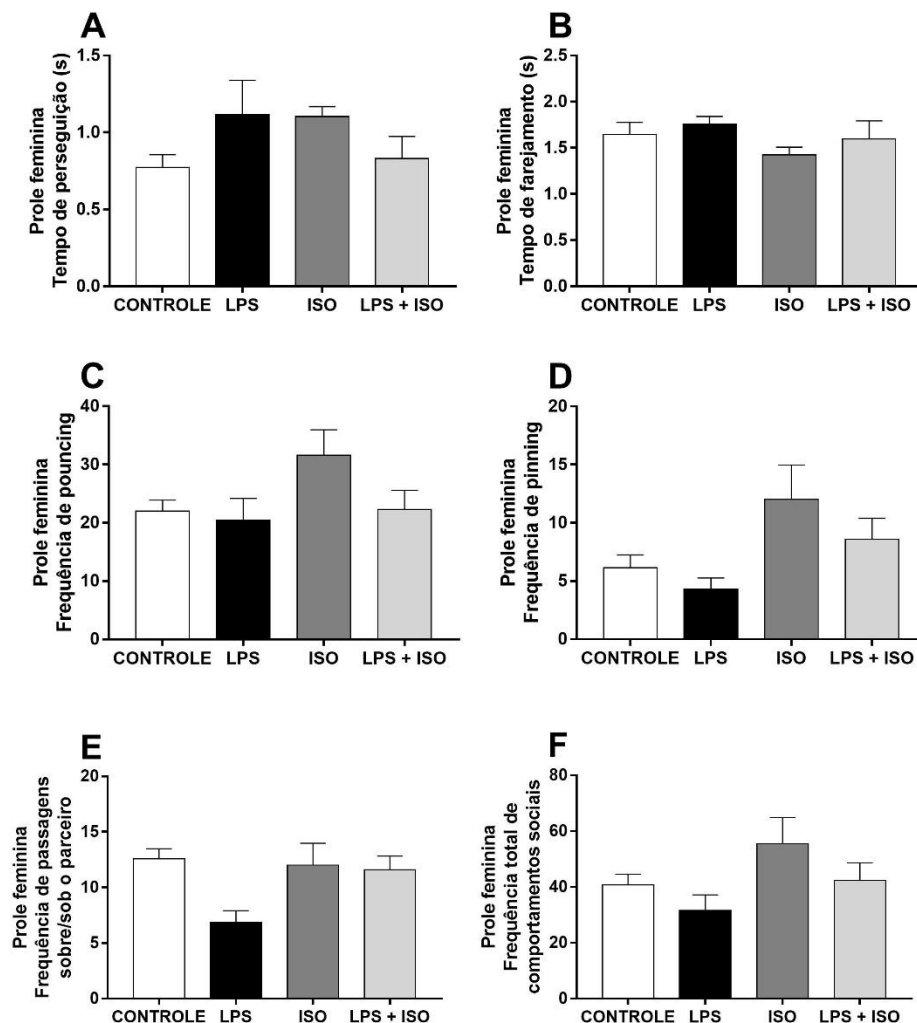 A
Prole feminina
Tempo de perseguição (s)
1.5
1.0
0.5
0.0
CONTROLE LPS ISO LPS + ISO
B
Prole feminina
Tempo de farejamento (s)
2.5
2.0
1.5
1.0
0.5
0.0
CONTROLE LPS ISO LPS + ISO
C
Prole feminina
Frequência de pouncing
40
30
20
10
0
CONTROLE LPS ISO LPS + ISO
D
Prole feminina
Frequência de pinning
20
15
10
5
0
CONTROLE LPS ISO LPS + ISO
E
Prole feminina
Frequência de passagens
sobre/sob o parceiro
20
15
10
5
0
CONTROLE LPS ISO LPS + ISO
F
Prole feminina
Frequência total de
comportamentos sociais
80
60
40
20
0
CONTROLE LPS ISO LPS + ISO